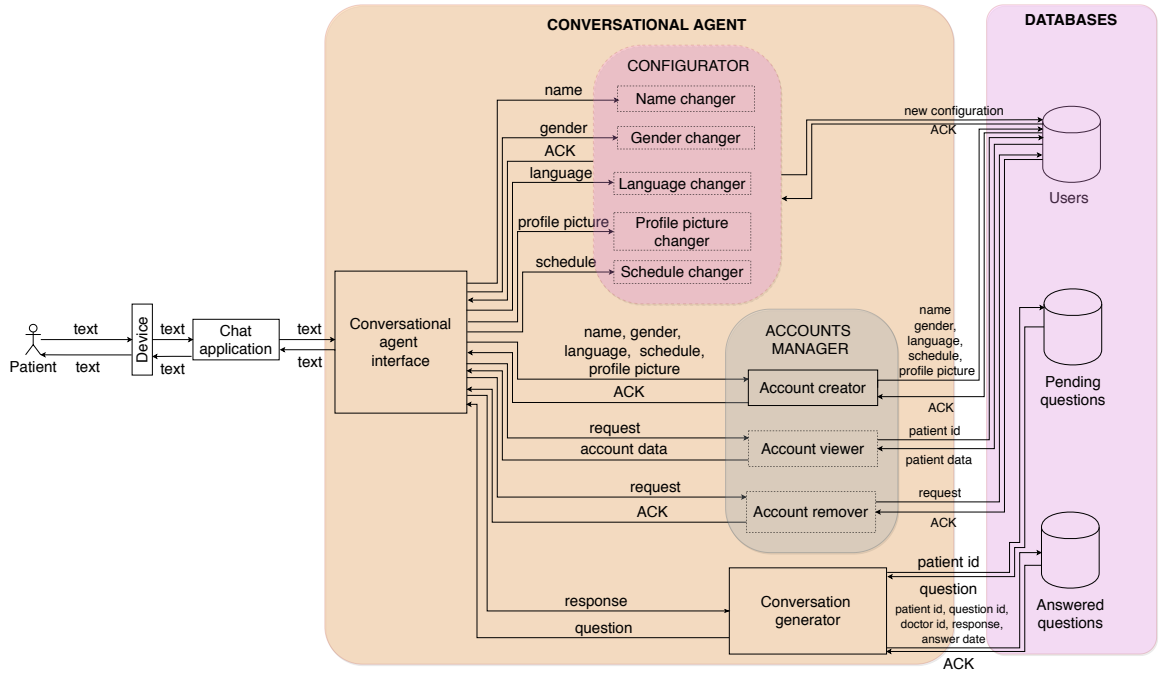 CONVERSATIONAL AGENT
DATABASES
CONFIGURATOR
name
Name changer
gender
Gender changer
ACK
language
Language changer
profile picture
Profile picture
changer
schedule
Schedule changer
new configuration
ACK
Users
Patient
text
text
Device
text
text
Chat
application
text
text
Conversational
agent
interface
ACCOUNTS
MANAGER
name, gender,
language, schedule,
profile picture
ACK
Account creator
name
gender,
language,
schedule,
profile picture
ACK
Pending
questions
request
account data
Account viewer
patient id
patient data
request
ACK
Account remover
request
ACK
response
question
Conversation
generator
patient id
question
patient id, question id,
doctor id, response,
answer date
ACK
Answered
questions